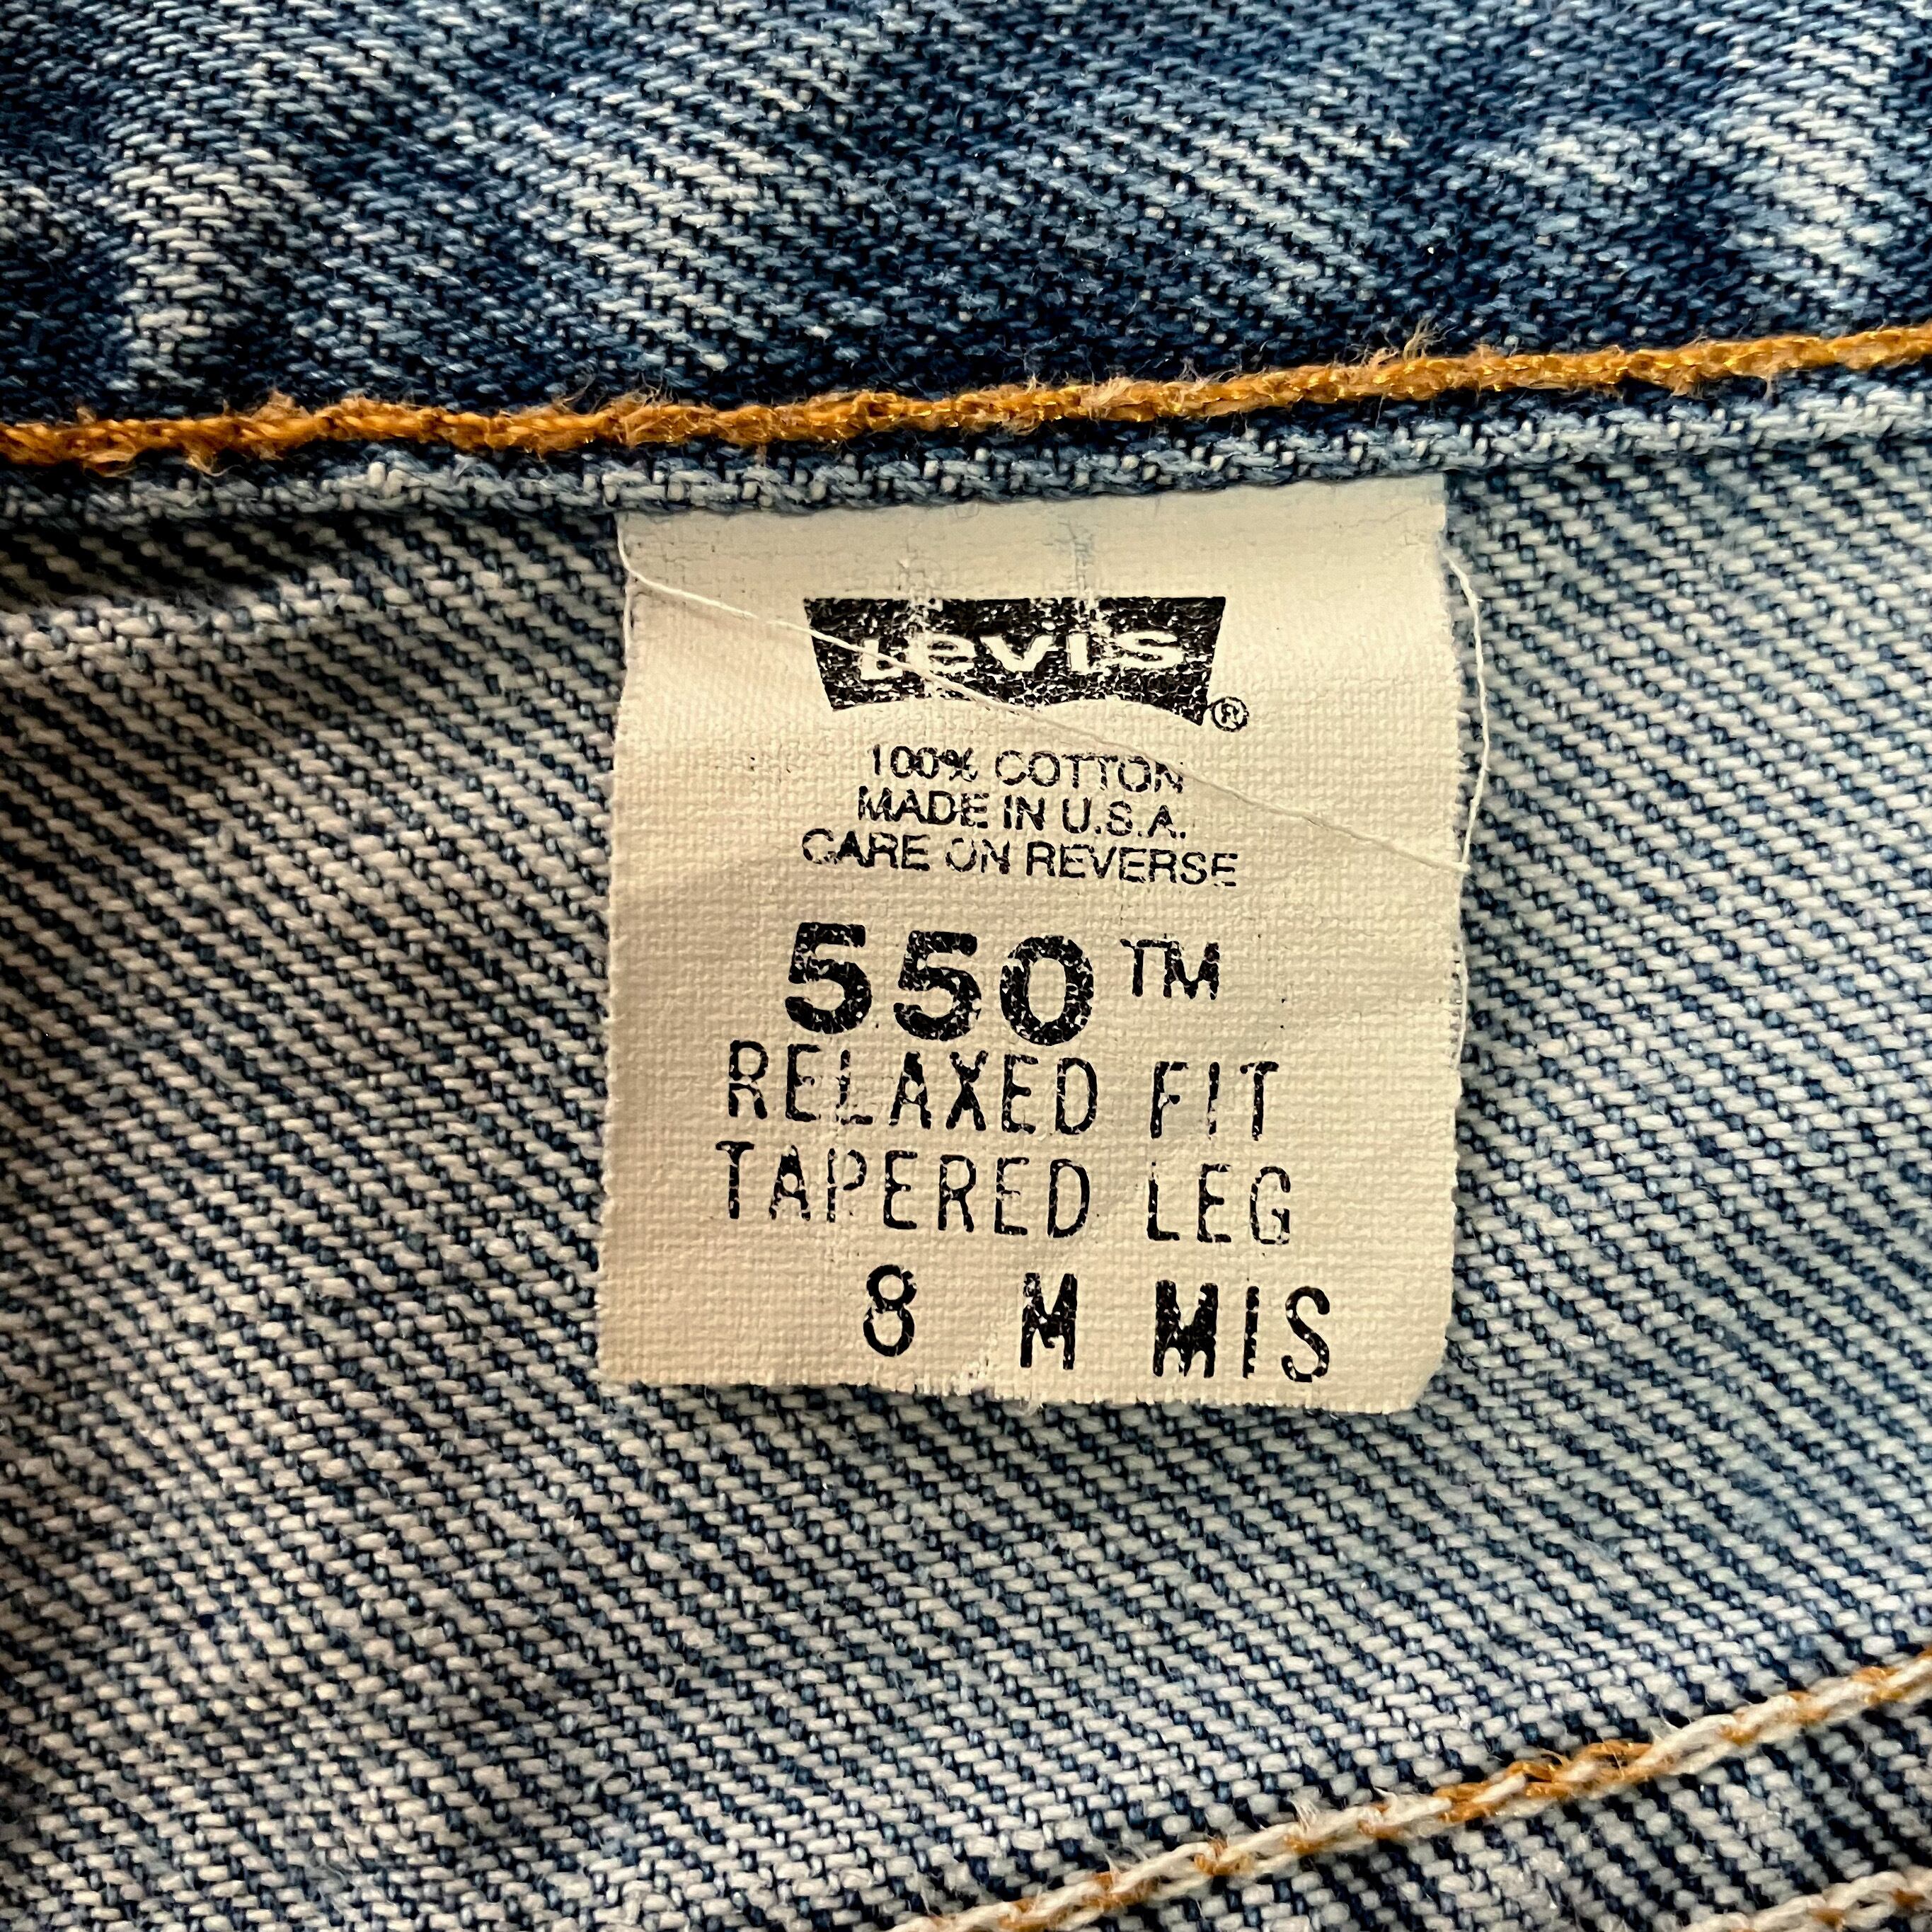 Levi's ®
100% COTTON
MADE IN U.S.A.
CARE ON REVERSE
550™
RELAXED FIT
TAPERED LEG
8 M MIS